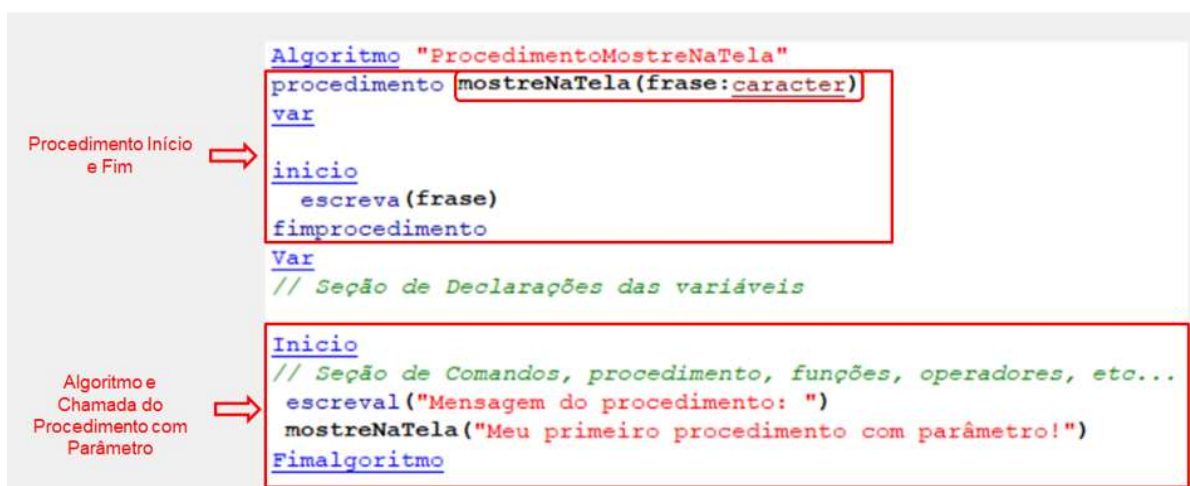 Algoritmo "ProcedimentoMostreNaTela"
procedimento mostreNaTela(frase:caracter)
var
Procedimento Início
e Fim
inicio
escreva(frase)
fimprocedimento
Var
// Seção de Declarações das variáveis
Inicio
// Seção de Comandos, procedimento, funções, operadores, etc...
escreval("Mensagem do procedimento: ")
mostreNaTela("Meu primeiro procedimento com parâmetro!")
Fimalgoritmo
Algoritmo e
Chamada do
Procedimento com
Parâmetro